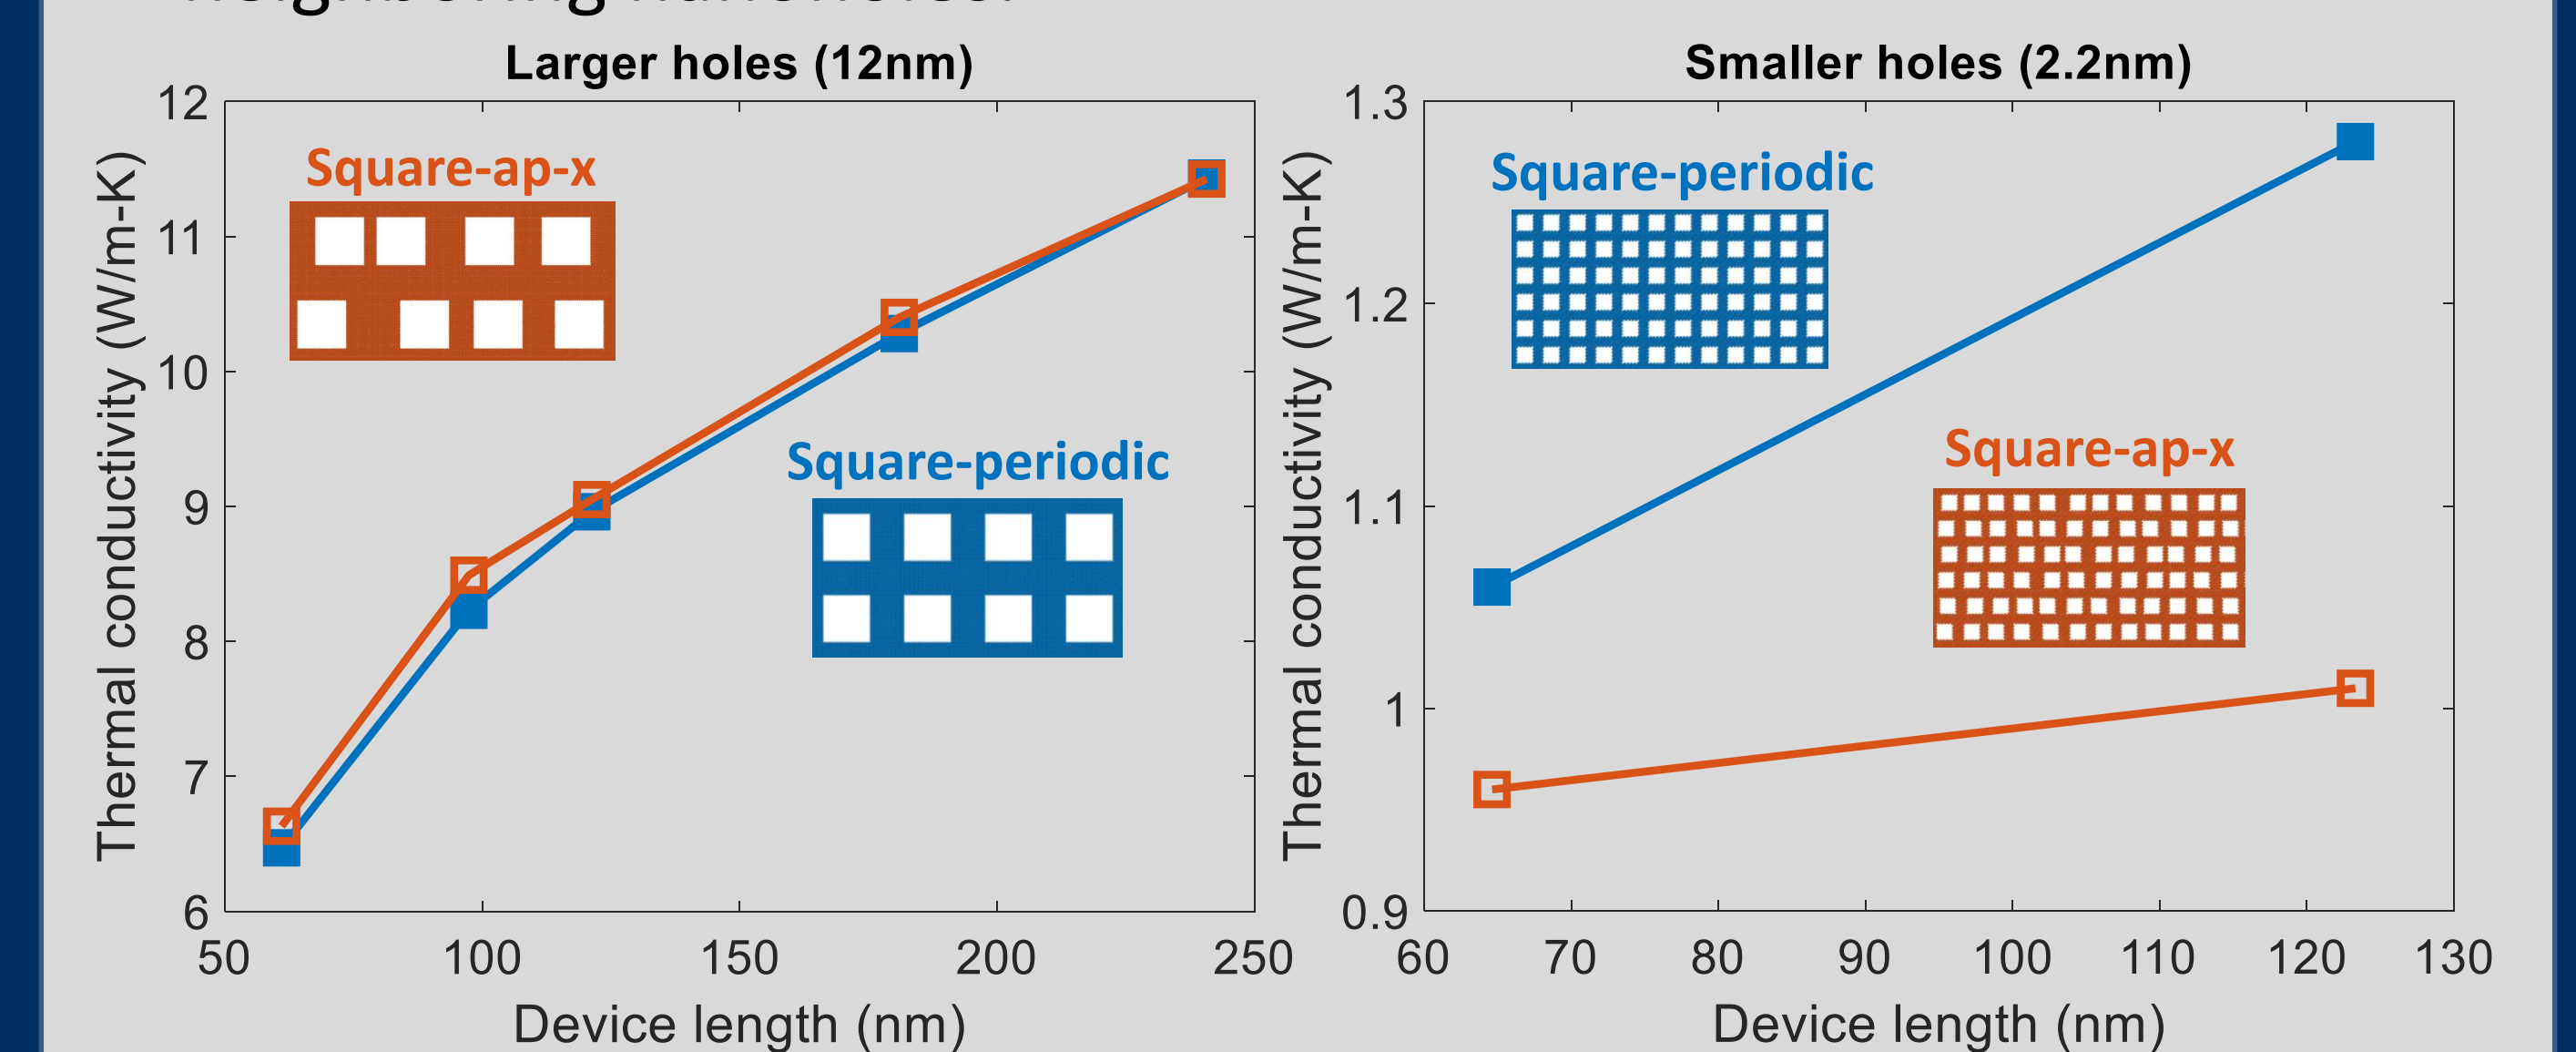 Larger holes (12nm)
12
11
10
9
8
7
6
50 100 150 200 250
Thermal conductivity (W/m-K)
Device length (nm)
Square-ap-x
Square-periodic
Smaller holes (2.2nm)
1.3
1.2
1.1
1
0.9
60 70 80 90 100 110 120 130
Thermal conductivity (W/m-K)
Device length (nm)
Square-periodic
Square-ap-x